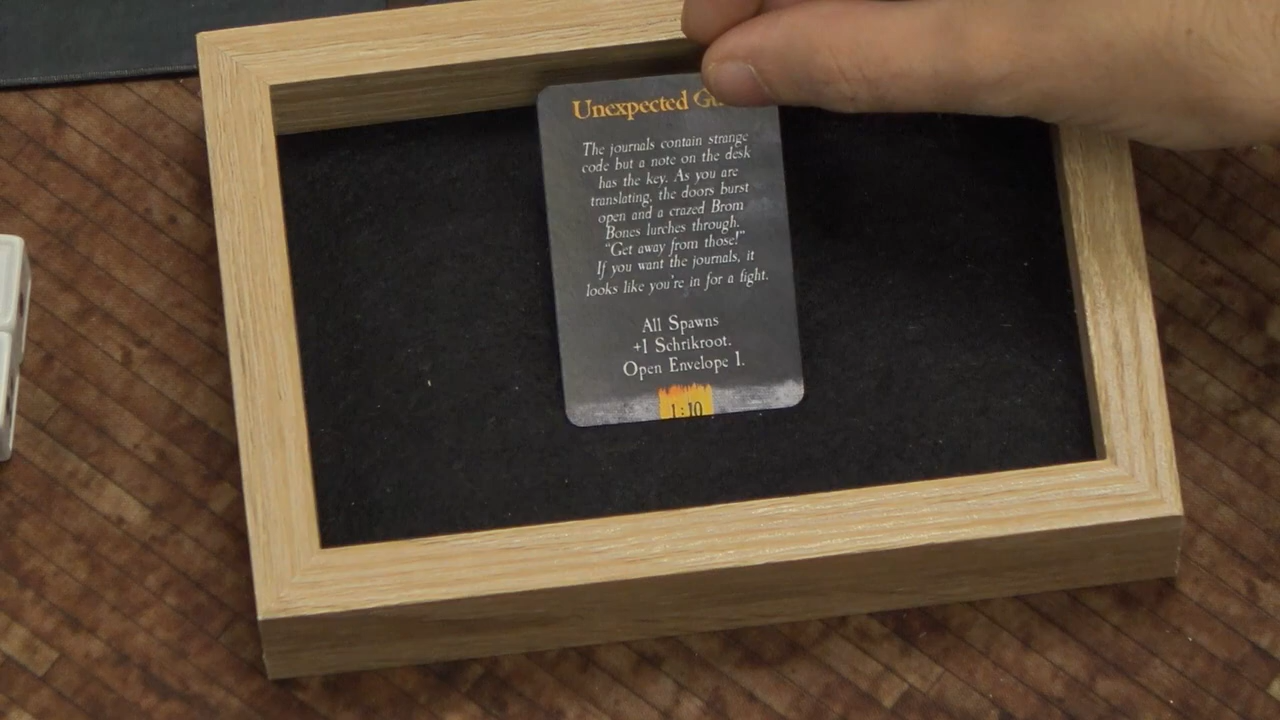 Unexpected
The journals contain strange
code but a note on the desk
has the key. As you are
translating, the doors burst
open and a crazed Brom
Bones lurches through.
"Get away from those!"
If you want the journals, it
looks like you're in for a fight.
All Spawns
+1 Schrikroot.
Open Envelope 1.
1:10